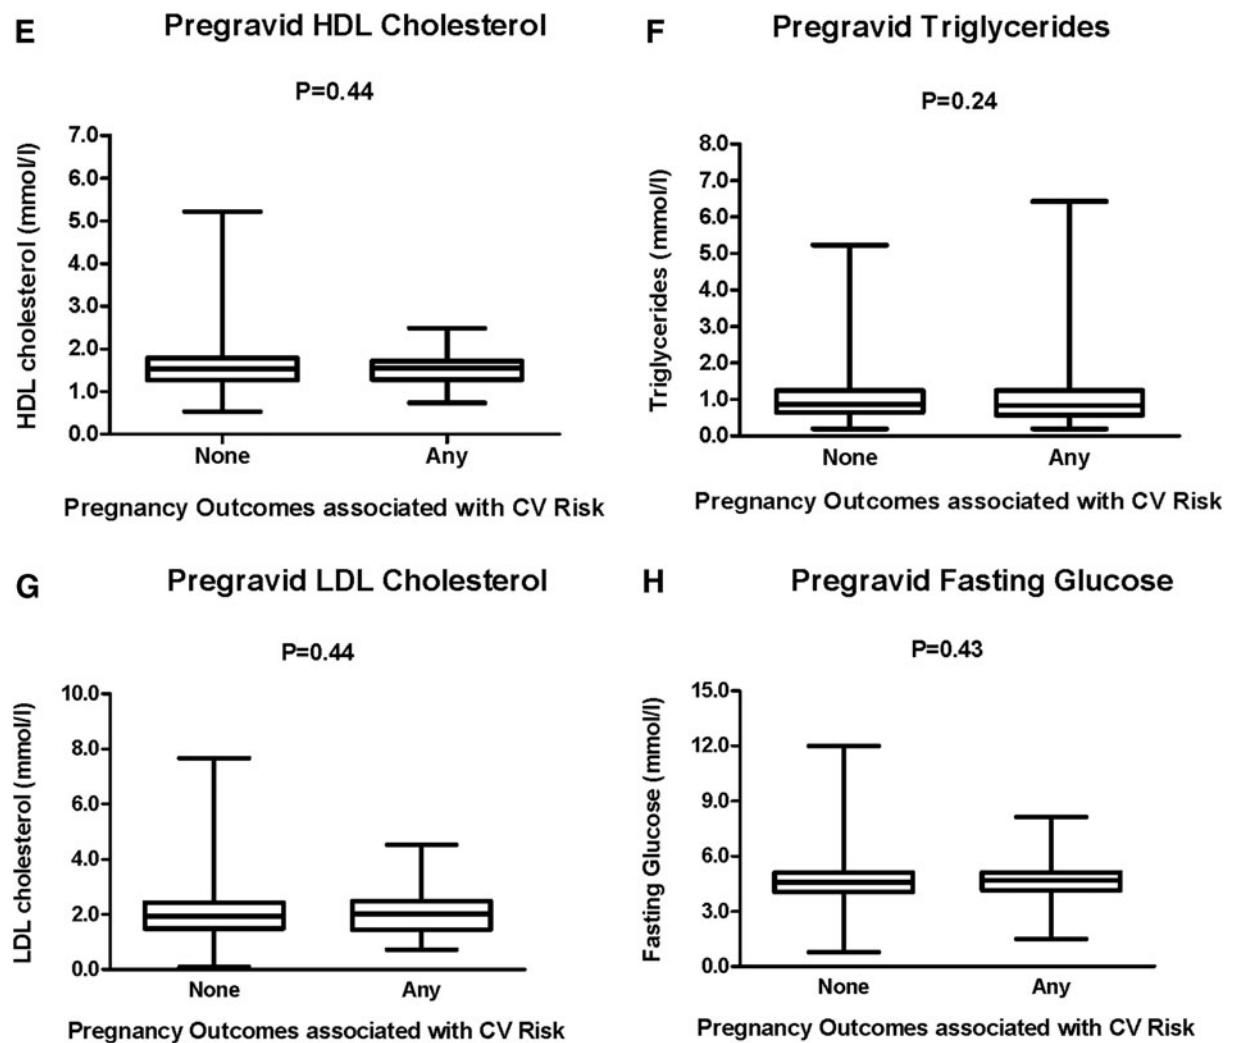 E Pregravid HDL Cholesterol
P=0.44
HDL cholesterol (mmol/l)
7.0
6.0
5.0
4.0
3.0
2.0
1.0
0.0
None Any
Pregnancy Outcomes associated with CV Risk
F Pregravid Triglycerides
P=0.24
Triglycerides (mmol/l)
8.0
7.0
6.0
5.0
4.0
3.0
2.0
1.0
0.0
None Any
Pregnancy Outcomes associated with CV Risk
G Pregravid LDL Cholesterol
P=0.44
LDL cholesterol (mmol/l)
10.0
8.0
6.0
4.0
2.0
0.0
None Any
Pregnancy Outcomes associated with CV Risk
H Pregravid Fasting Glucose
P=0.43
Fasting Glucose (mmol/l)
15.0
12.0
9.0
6.0
3.0
0.0
None Any
Pregnancy Outcomes associated with CV Risk